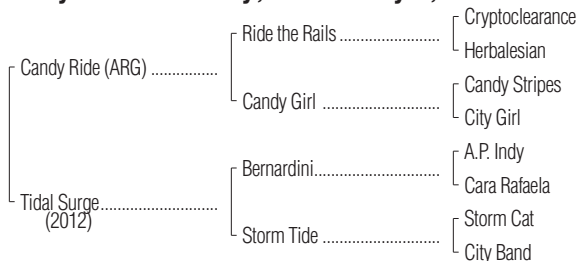 Cryptoclearance
Ride the Rails ....................
Herbalesian
Candy Ride (ARG) ...............
Candy Stripes
Candy Girl .......................
City Girl
A.P. Indy
Bernardini.........................
Cara Rafaela
Tidal Surge..........................
(2012)
Storm Cat
Storm Tide .......................
City Band